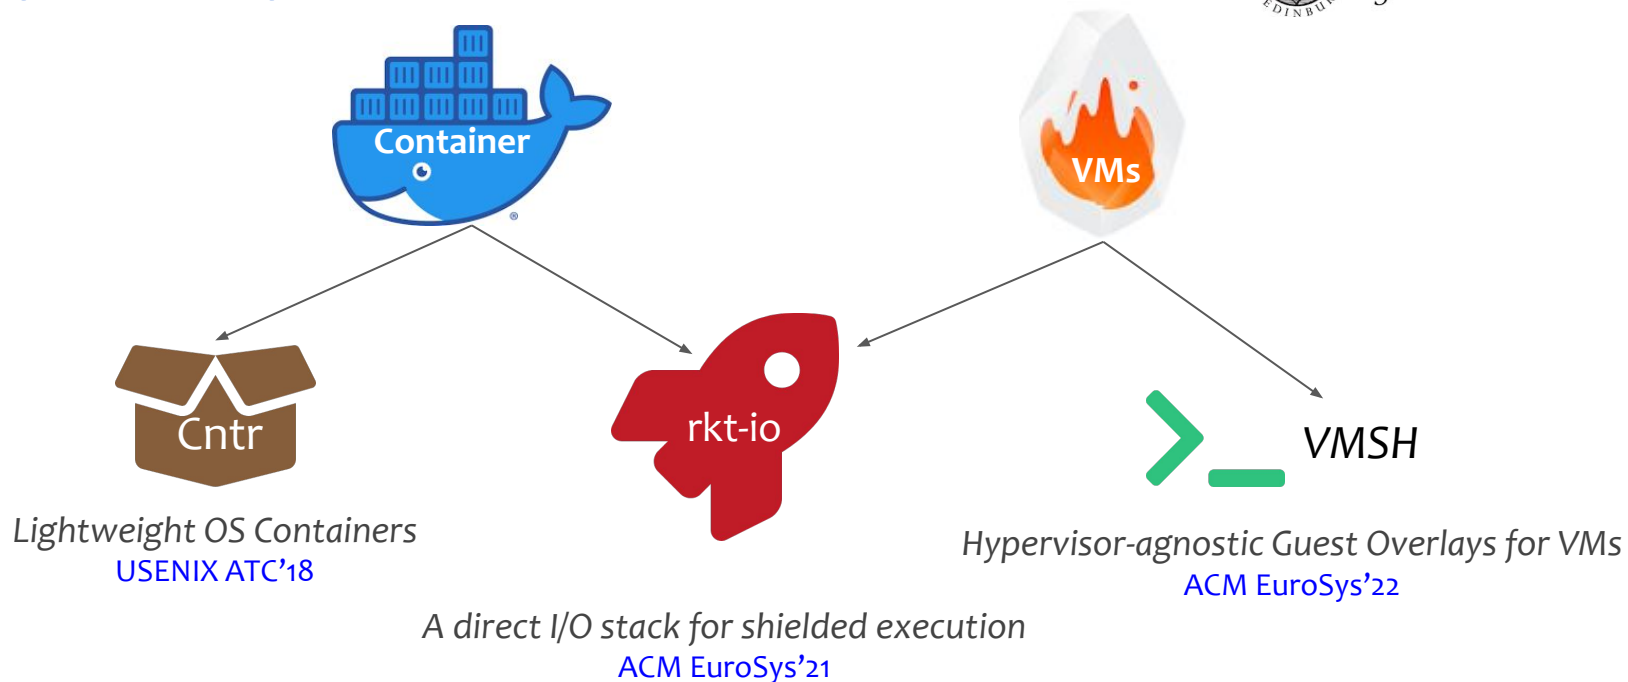 Container
®
VMs
Cntr
rkt-io
VMSH
Lightweight OS Containers
USENIX ATC’18
Hypervisor-agnostic Guest Overlays for VMs
ACM EuroSys’22
A direct I/O stack for shielded execution
ACM EuroSys’21